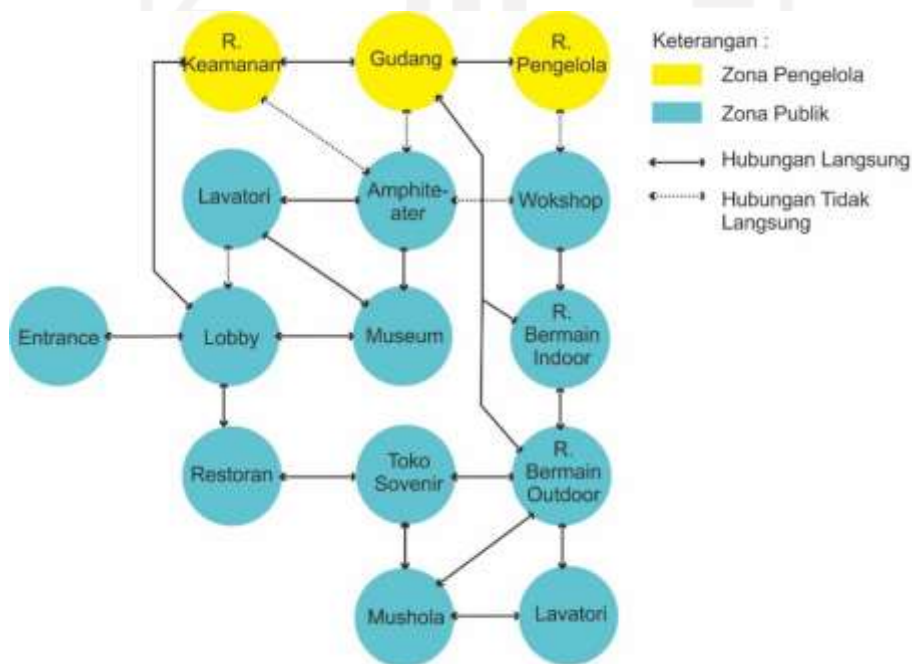 R.
Keamanan
Gudang
R.
Pengelola
Keterangan :
Zona Pengelola
Zona Publik
Hubungan Langsung
Hubungan Tidak
Langsung
Lavatori
Amphite-
ater
Wokshop
Entrance
Lobby
Museum
R.
Bermain
Indoor
Restoran
Toko
Sovenir
R.
Bermain
Outdoor
Mushola
Lavatori